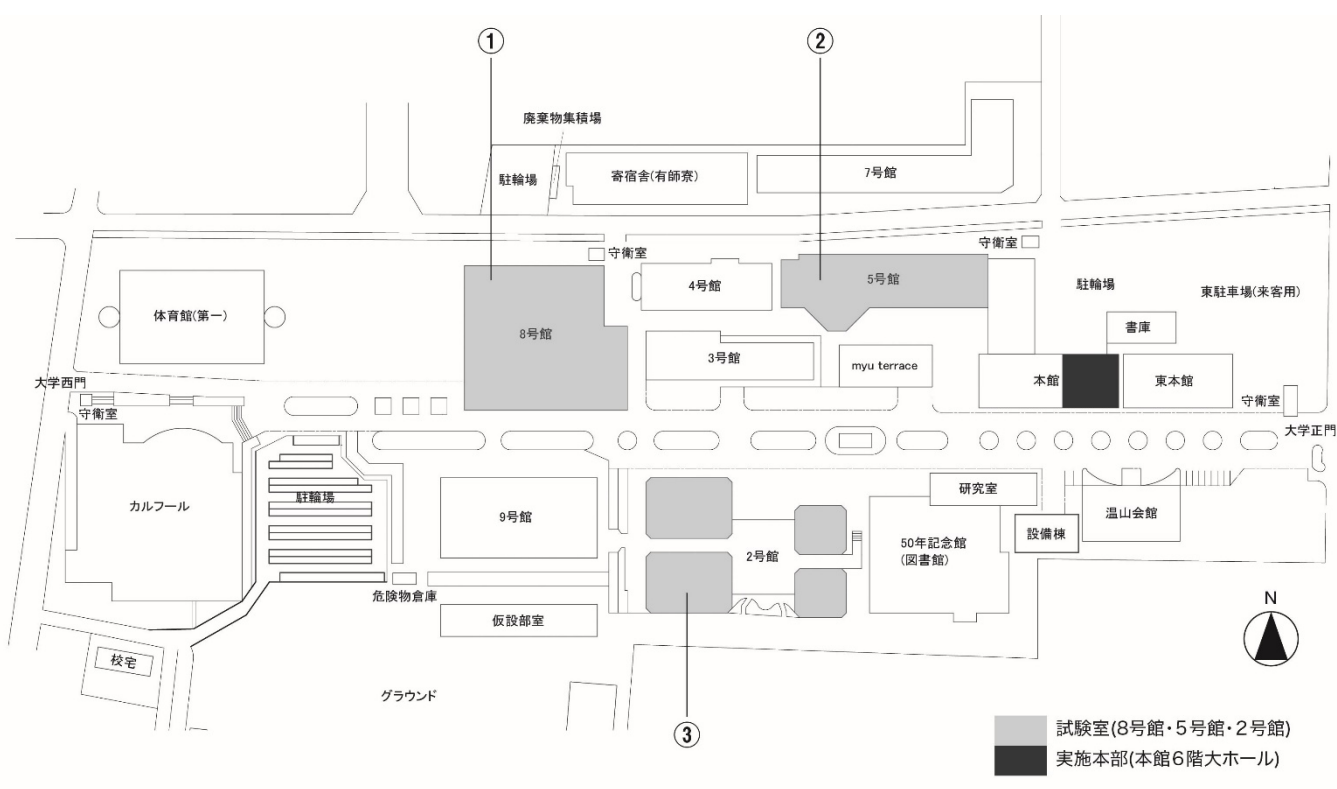 ①
②
廃棄物集積場
駐輪場
寄宿舎(有師寮)
7号館
守衛室
守衛室
4号館
5号館
駐輪場
東駐車場(来客用)
体育館(第一)
8号館
書庫
3号館
myu terrace
本館
東本館
大学西門
守衛室
守衛室
大学正門
カルフール
駐輪場
9号館
研究室
温山会館
2号館
50年記念館
(図書館)
設備棟
危険物倉庫
仮設部室
校宅
グラウンド
N
③
試験室(8号館・5号館・2号館)
実施本部(本館6階大ホール)